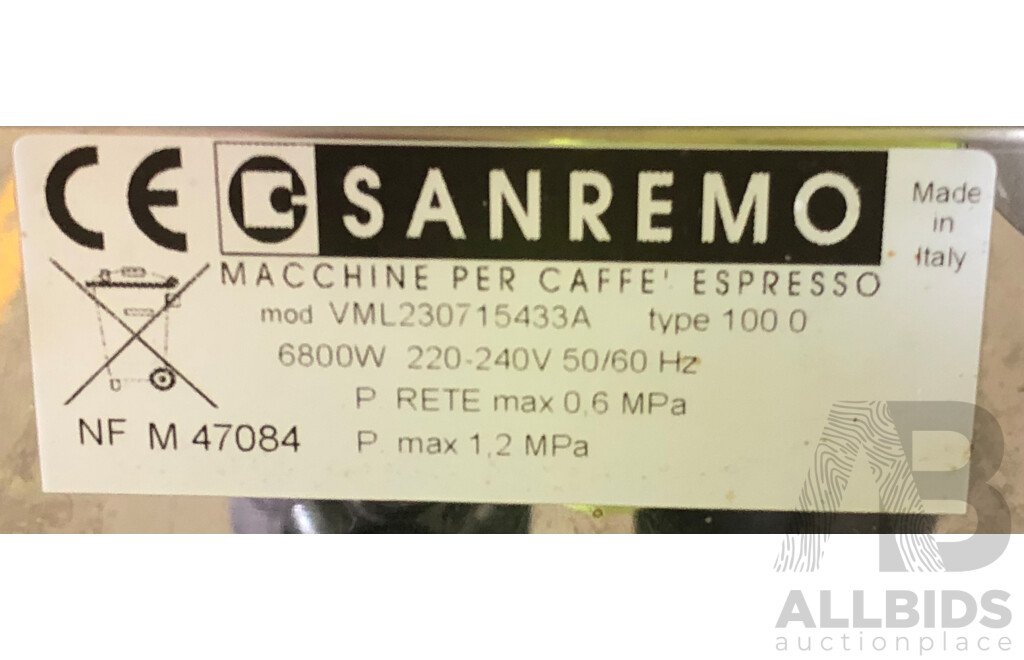 CE SANREMO
Made
in
Italy
MACCHINE PER CAFFE' ESPRESSO
mod VML230715433A type 100 0
6800W 220-240V 50/60 Hz
P RETE max 0,6 MPa
NF M 47084 P. max 1,2 MPa
AB
ALLBIDS
auctionplace